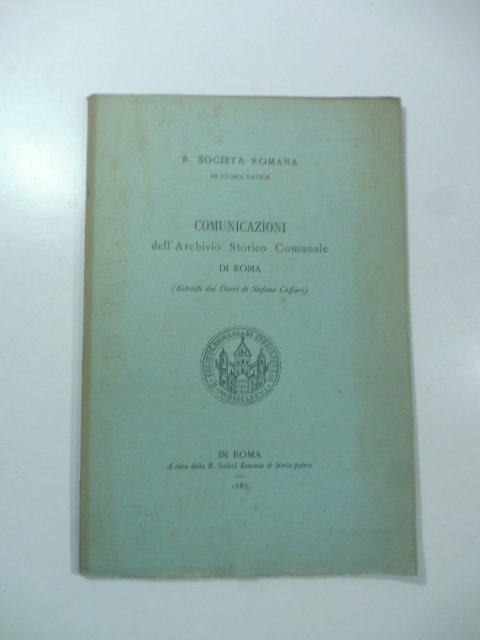 R. SOCIETÀ ROMANA
DI STORIA PATRIA
COMUNICAZIONI
dell'Archivio Storico Comunale
DI ROMA
(Estratti dai Diari di Stefano Caffari)
IN ROMA
A cura della R. Società Romana di Storia patria
1887